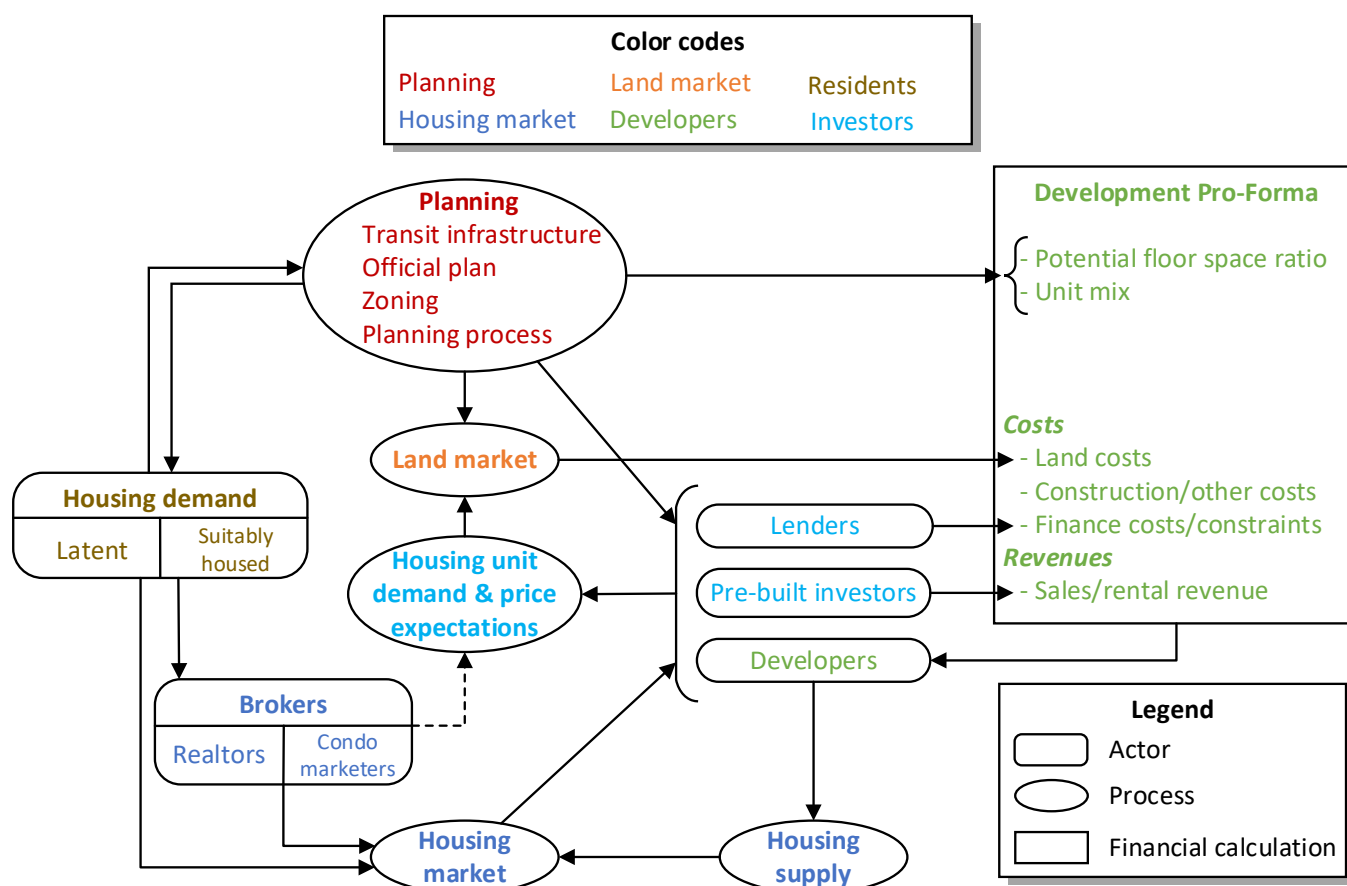 Color codes
Planning
Land market
Residents
Housing market
Developers
Investors
Planning
Transit infrastructure
Official plan
Zoning
Planning process
Development Pro-Forma
- Potential floor space ratio
- Unit mix
Costs
- Land costs
- Construction/other costs
- Finance costs/constraints
Revenues
- Sales/rental revenue
Land market
Housing demand
Latent
Suitably
housed
Housing unit
demand & price
expectations
Lenders
Pre-built investors
Developers
Brokers
Realtors
Condo
marketers
Housing
market
Housing
supply
Legend
Actor
Process
Financial calculation